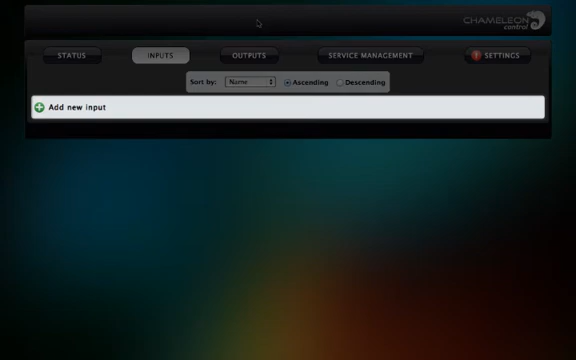 CHAMELEON
control
STATUS
INPUTS
OUTPUTS
SERVICE MANAGEMENT
! SETTINGS
Sort by: Name Ascending Descending
Add new input